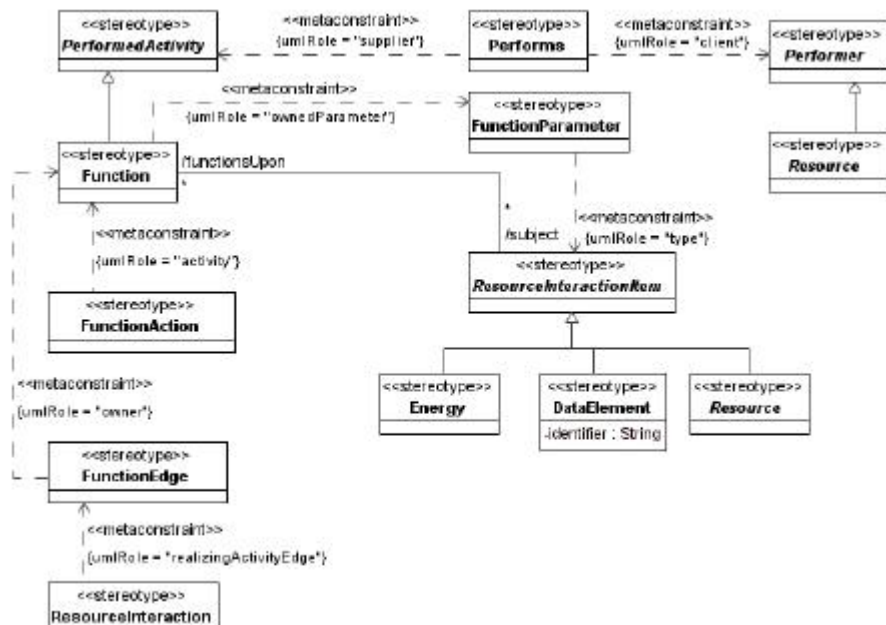 <<stereotype>>
PerformedActivity
<<metaconstraint>>
{umlRole = "supplier"}
<<stereotype>>
Performs
<<metaconstraint>>
{umlRole = "client"}
<<stereotype>>
Performer
<<metaconstraint>>
{umlRole = "ownedParameter"}
<<stereotype>>
FunctionParameter
<<stereotype>>
Function
/functionsUpon
*
<<stereotype>>
Resource
<<metaconstraint>>
{umlRole = "activity"}
*
/subject
<<metaconstraint>>
{umlRole = "type"}
<<stereotype>>
ResourceInteractionItem
<<stereotype>>
FunctionAction
<<metaconstraint>>
{umlRole = "owner"}
<<stereotype>>
Energy
<<stereotype>>
DataElement
-identifier : String
<<stereotype>>
Resource
<<stereotype>>
FunctionEdge
<<metaconstraint>>
{umlRole = "realizingActivityEdge"}
<<stereotype>>
ResourceInteraction